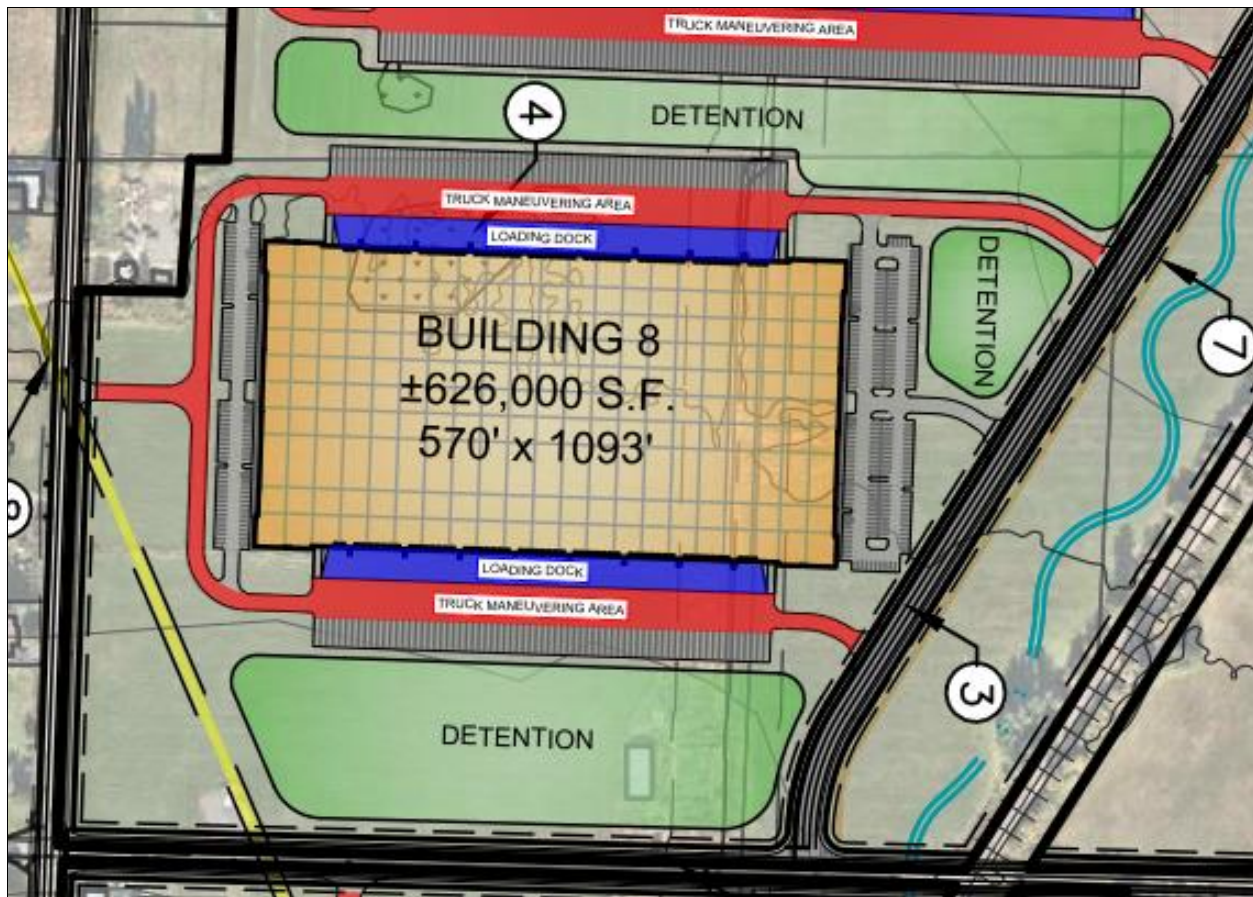 TRUCK MANEUVERING AREA
4
DETENTION
TRUCK MANEUVERING AREA
LOADING DOCK
DETENTION
7
BUILDING 8
±626,000 S.F.
570' x 1093'
LOADING DOCK
TRUCK MANEUVERING AREA
3
DETENTION